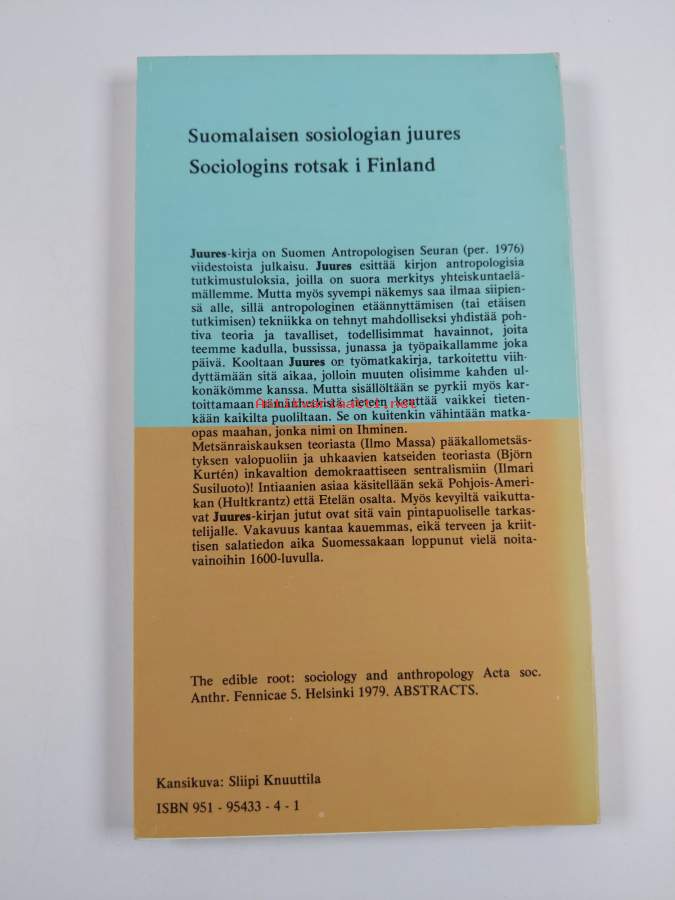 Suomalaisen sosiologian juures
Sociologins rotsak i Finland
Juures-kirja on Suomen Antropologisen Seuran (per. 1976)
viidestoista julkaisu. Juures esittää kirjon antropologisia
tutkimustuloksia, joilla on suora merkitys yhteiskuntaelä-
mällemme. Mutta myös syvempi näkemys saa ilmaa siipien-
sä alle, sillä antropologinen etäännyttämisen (tai etäisen
tutkimisen) tekniikka on tehnyt mahdolliseksi yhdistää poh-
tiva teoria ja tavalliset, todellisimmat havainnot, joita
teemme kadulla, bussissa, junassa ja työpaikallamme joka
päivä. Kooltaan Juures on työmatkakirja, tarkoitettu viih-
dyttämään sitä aikaa, jolloin muuten olisimme kahden ul-
konäkömme kanssa. Mutta sisällöltään se pyrkii myös kar-
toittamaan ainutkertaista tieten keattää vaikkei tieten-
kään kaikilta puoliltaan. Se on kuitenkin vähintään matka-
opas maahan, jonka nimi on Ihminen.
Metsänraiskauksen teoriasta (Ilmo Massa) pääkallometsäs-
tyksen valopuoliin ja uhkaavien katseiden teoriasta (Björn
Kurtén) inkavaltion demokraattiseen sentralismiin (Ilmari
Susiluoto)! Intiaanien asiaa käsitellään sekä Pohjois-Ameri-
kan (Hultkrantz) että Etelän osalta. Myös kevyiltä vaikutta-
vat Juures-kirjan jutut ovat sitä vain pintapuoliselle tarkas-
telijalle. Vakavuus kantaa kauemmas, eikä terveen ja kriit-
tisen salatiedon aika Suomessakaan loppunut vielä noita-
vainoihin 1600-luvulla.
The edible root: sociology and anthropology Acta soc.
Anthr. Fennicae 5. Helsinki 1979. ABSTRACTS.
Kansikuva: Sliipi Knuuttila
ISBN 951 - 95433 - 4 - 1